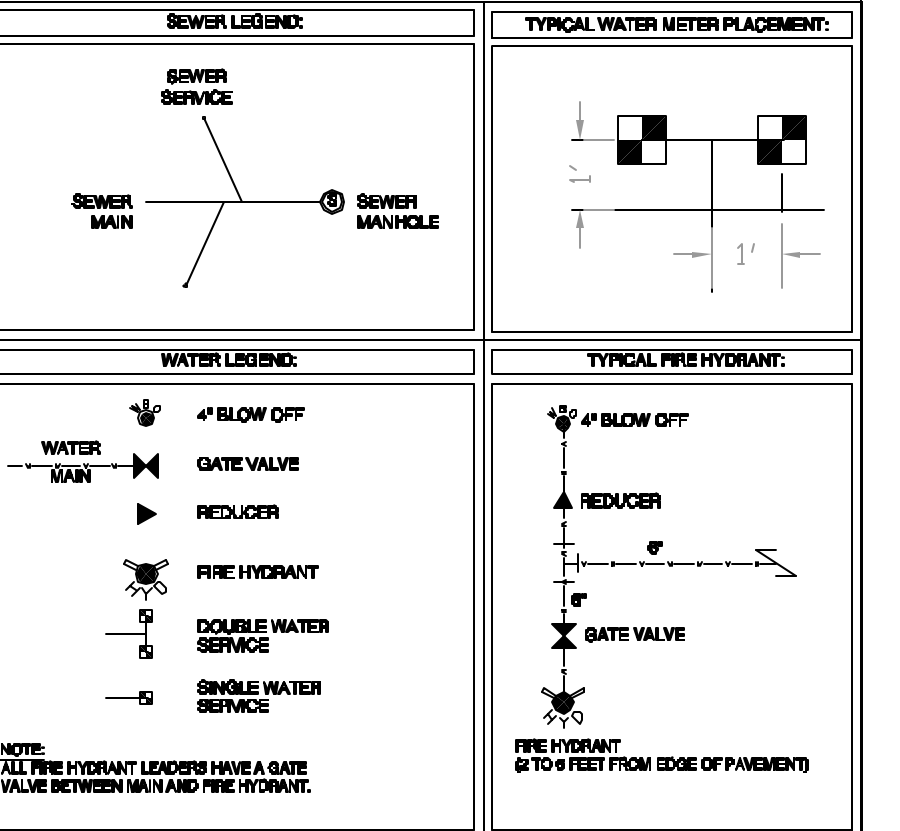 SEWER LEGEND:
SEWER
SERVICE
SEWER
MAIN
S
SEWER
MANHOLE
TYPICAL WATER METER PLACEMENT:
1'
1'
WATER LEGEND:
4" BLOW OFF
WATER
MAIN
GATE VALVE
REDUCER
FIRE HYDRANT
HYD
DOUBLE WATER
SERVICE
SINGLE WATER
SERVICE
NOTE:
ALL FIRE HYDRANT LEADERS HAVE A GATE
VALVE BETWEEN MAIN AND FIRE HYDRANT.
TYPICAL FIRE HYDRANT:
4" BLOW OFF
REDUCER
6"
6"
GATE VALVE
HYD
FIRE HYDRANT
(2 TO 6 FEET FROM EDGE OF PAVEMENT)